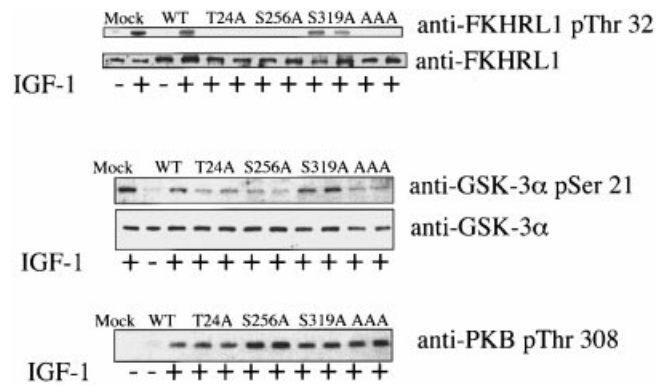 Mock WT T24A S256A S319A AAA
anti-FKHRL1 pThr 32
anti-FKHRL1
IGF-1 - + - + + + + + + + + +
Mock WT T24A S256A S319A AAA
anti-GSK-3α pSer 21
anti-GSK-3α
IGF-1 + - + + + + + + + + +
Mock WT T24A S256A S319A AAA
anti-PKB pThr 308
IGF-1 - - + + + + + + + + +